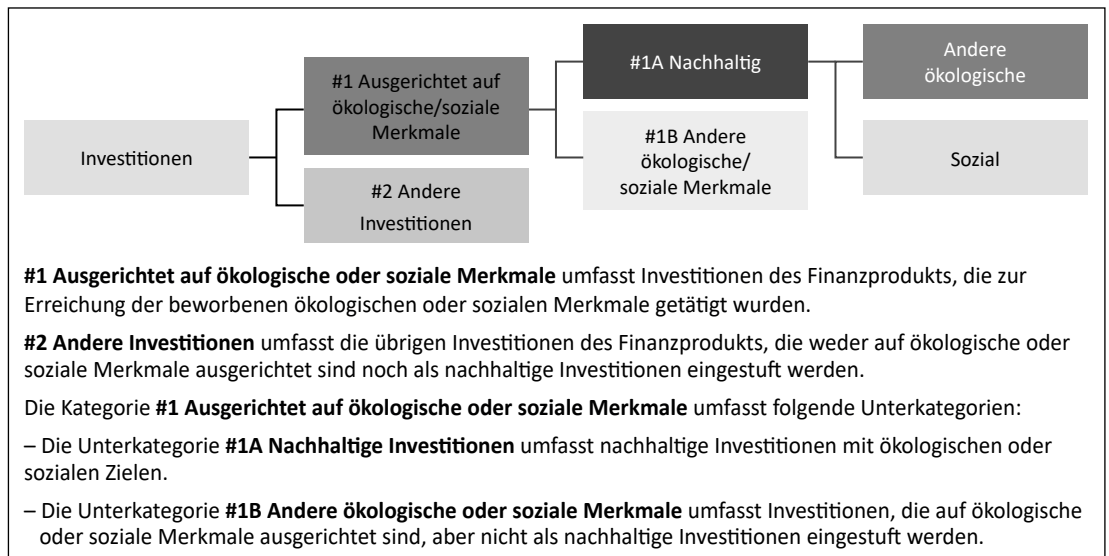 Investitionen
#1 Ausgerichtet auf
ökologische/soziale
Merkmale
#2 Andere
Investitionen
#1A Nachhaltig
#1B Andere
ökologische/
soziale Merkmale
Andere
ökologische
Sozial
#1 Ausgerichtet auf ökologische oder soziale Merkmale umfasst Investitionen des Finanzprodukts, die zur
Erreichung der beworbenen ökologischen oder sozialen Merkmale getätigt wurden.
#2 Andere Investitionen umfasst die übrigen Investitionen des Finanzprodukts, die weder auf ökologische oder
soziale Merkmale ausgerichtet sind noch als nachhaltige Investitionen eingestuft werden.
Die Kategorie #1 Ausgerichtet auf ökologische oder soziale Merkmale umfasst folgende Unterkategorien:
– Die Unterkategorie #1A Nachhaltige Investitionen umfasst nachhaltige Investitionen mit ökologischen oder
sozialen Zielen.
– Die Unterkategorie #1B Andere ökologische oder soziale Merkmale umfasst Investitionen, die auf ökologische
oder soziale Merkmale ausgerichtet sind, aber nicht als nachhaltige Investitionen eingestuft werden.